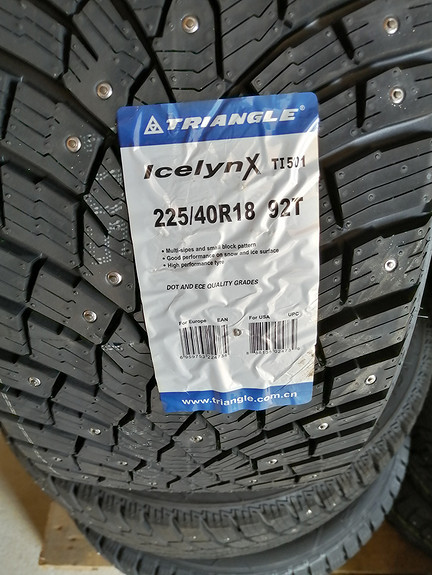 TRIANGLE
IcelynX TI501
225/40R18 92T
• Multi-sipes and small block pattern
• Good performance on snow and ice surface
• High performance tyre
DOT AND ECE QUALITY GRADES
For Europe EAN For USA UPC
www.triangle.com.cn